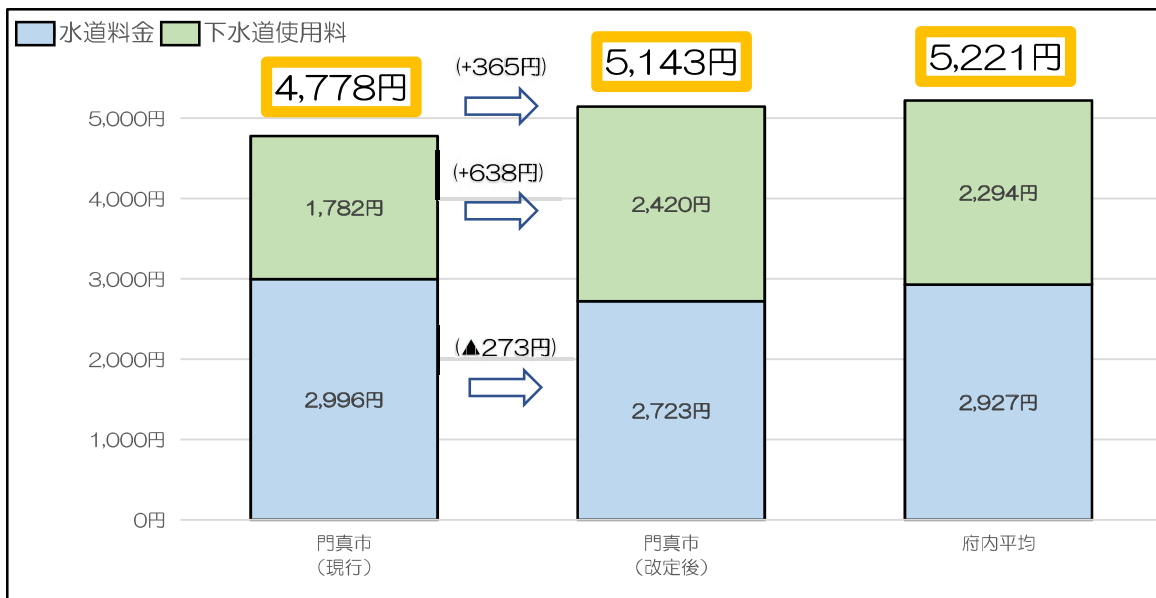 水道料金 下水道使用料
4,778円
(+365円)
5,143円
5,221円
5,000円
4,000円
3,000円
2,000円
1,000円
0円
1,782円
(+638円)
2,420円
2,294円
2,996円
(▲273円)
2,723円
2,927円
門真市
(現行)
門真市
(改定後)
府内平均